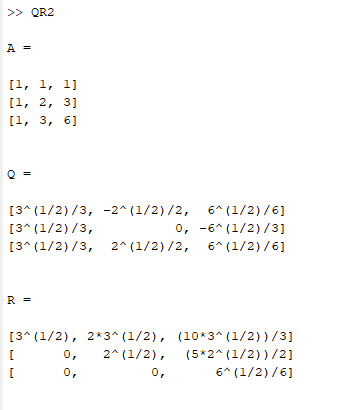 >> QR2
A =
[1, 1, 1]
[1, 2, 3]
[1, 3, 6]
Q =
[3^(1/2)/3, -2^(1/2)/2,  6^(1/2)/6]
[3^(1/2)/3,          0, -6^(1/2)/3]
[3^(1/2)/3,  2^(1/2)/2,  6^(1/2)/6]
R =
[3^(1/2), 2*3^(1/2), (10*3^(1/2))/3]
[      0,   2^(1/2),  (5*2^(1/2))/2]
[      0,         0,      6^(1/2)/6]